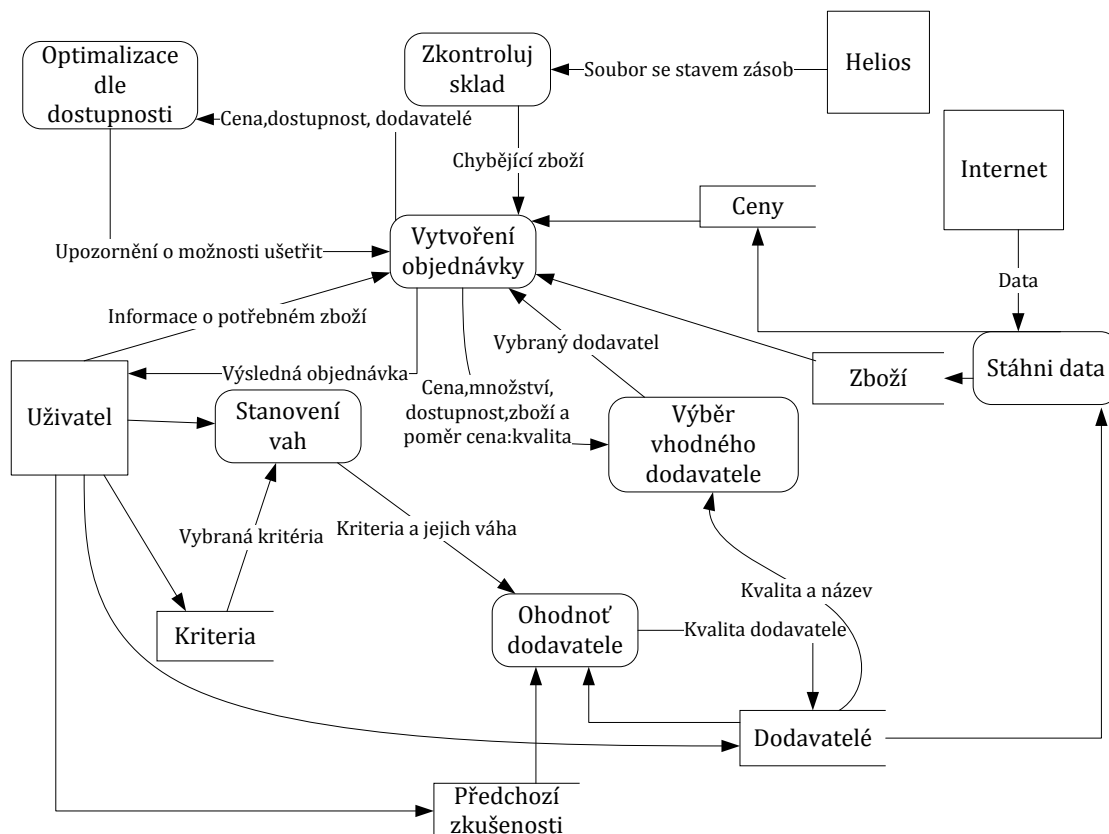 Optimalizace
dle
dostupnosti
Zkontroluj
sklad
Soubor se stavem zásob
Helios
Cena,dostupnost, dodavatelé
Chybějící zboží
Internet
Ceny
Vytvoření
objednávky
Upozornění o možnosti ušetřit
Data
Informace o potřebném zboží
Vybraný dodavatel
Stáhni data
Zboží
Výsledná objednávka
Cena,množství,
dostupnost,zboží a
poměr cena:kvalita
Uživatel
Stanovení
vah
Výběr
vhodného
dodavatele
Vybraná kritéria
Kriteria a jejich váha
Kvalita a název
Kriteria
Ohodnoť
dodavatele
Kvalita dodavatele
Dodavatelé
Předchozí
zkušenosti